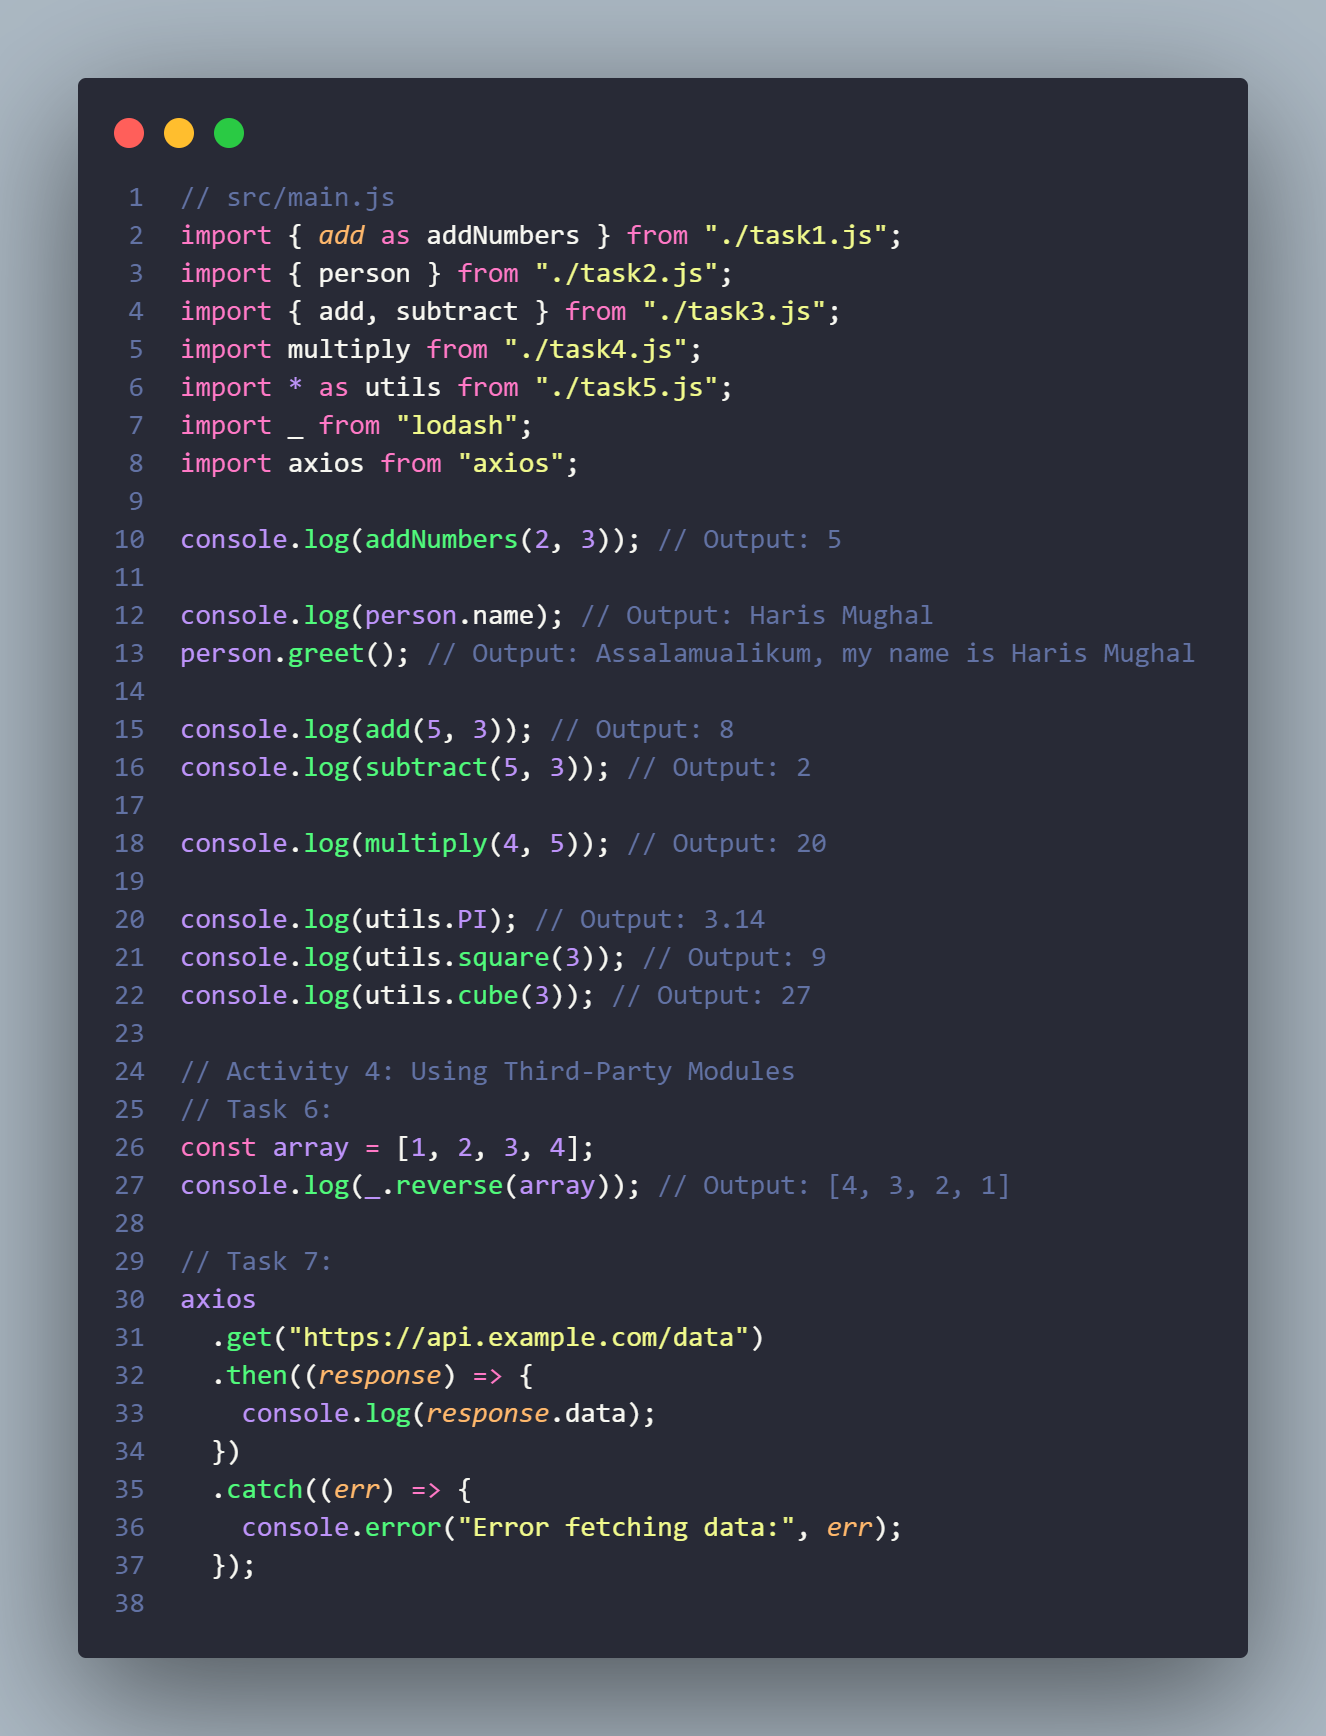 1 // src/main.js
2 import { add as addNumbers } from "./task1.js";
3 import { person } from "./task2.js";
4 import { add, subtract } from "./task3.js";
5 import multiply from "./task4.js";
6 import * as utils from "./task5.js";
7 import _ from "lodash";
8 import axios from "axios";
9
10 console.log(addNumbers(2, 3)); // Output: 5
11
12 console.log(person.name); // Output: Haris Mughal
13 person.greet(); // Output: Assalamualikum, my name is Haris Mughal
14
15 console.log(add(5, 3)); // Output: 8
16 console.log(subtract(5, 3)); // Output: 2
17
18 console.log(multiply(4, 5)); // Output: 20
19
20 console.log(utils.PI); // Output: 3.14
21 console.log(utils.square(3)); // Output: 9
22 console.log(utils.cube(3)); // Output: 27
23
24 // Activity 4: Using Third-Party Modules
25 // Task 6:
26 const array = [1, 2, 3, 4];
27 console.log(_.reverse(array)); // Output: [4, 3, 2, 1]
28
29 // Task 7:
30 axios
31   .get("https://api.example.com/data")
32   .then((response) => {
33     console.log(response.data);
34   })
35   .catch((err) => {
36     console.error("Error fetching data:", err);
37   });
38